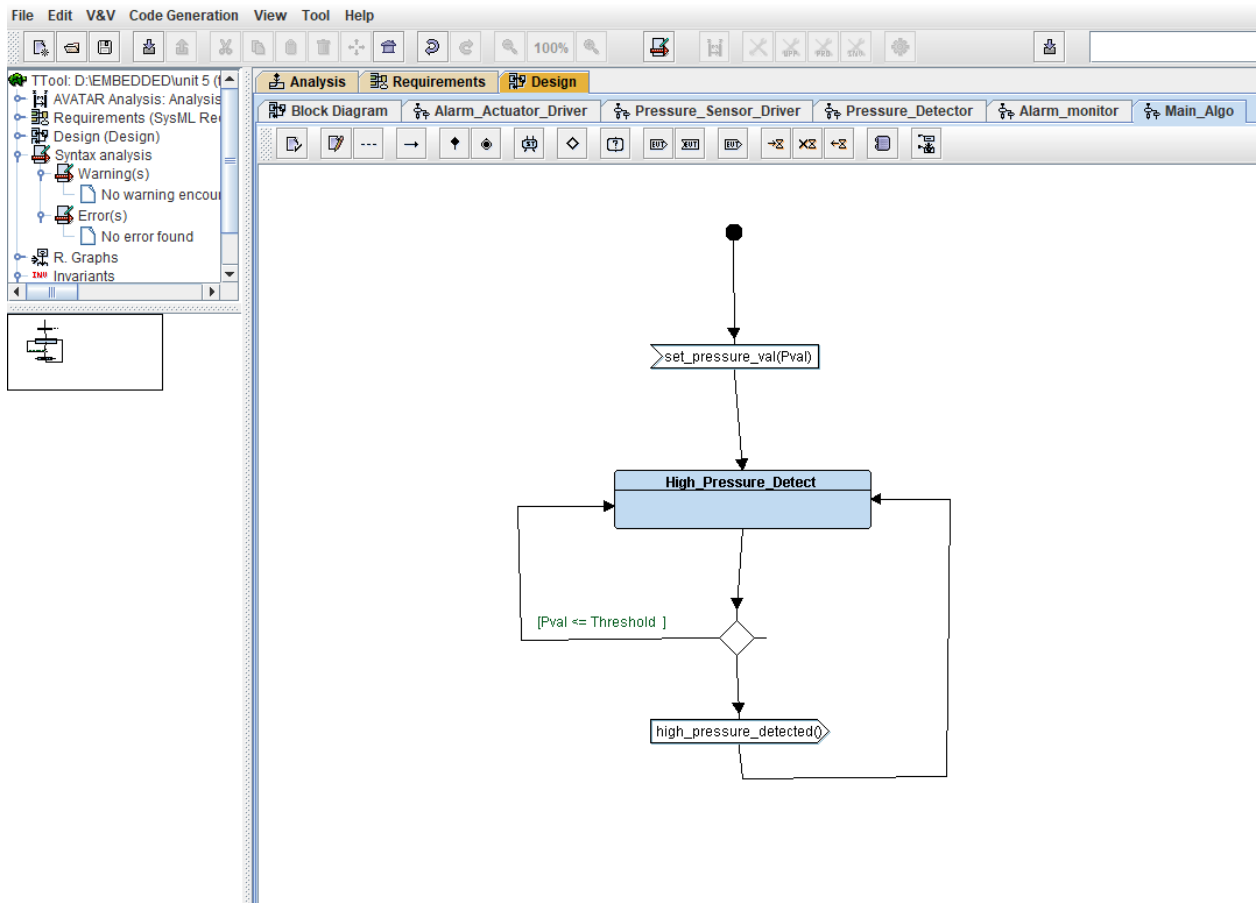 File Edit V&V Code Generation View Tool Help
100%
TTool: D:\EMBEDDED\unit 5 (
AVATAR Analysis: Analysis
Requirements (SysML Re
Design (Design)
Syntax analysis
Warning(s)
No warning encou
Error(s)
No error found
R. Graphs
INV Invariants
Analysis Requirements Design
Block Diagram Alarm_Actuator_Driver Pressure_Sensor_Driver Pressure_Detector Alarm_monitor Main_Algo
set_pressure_val(Pval)
High_Pressure_Detect
[Pval <= Threshold ]
high_pressure_detected()